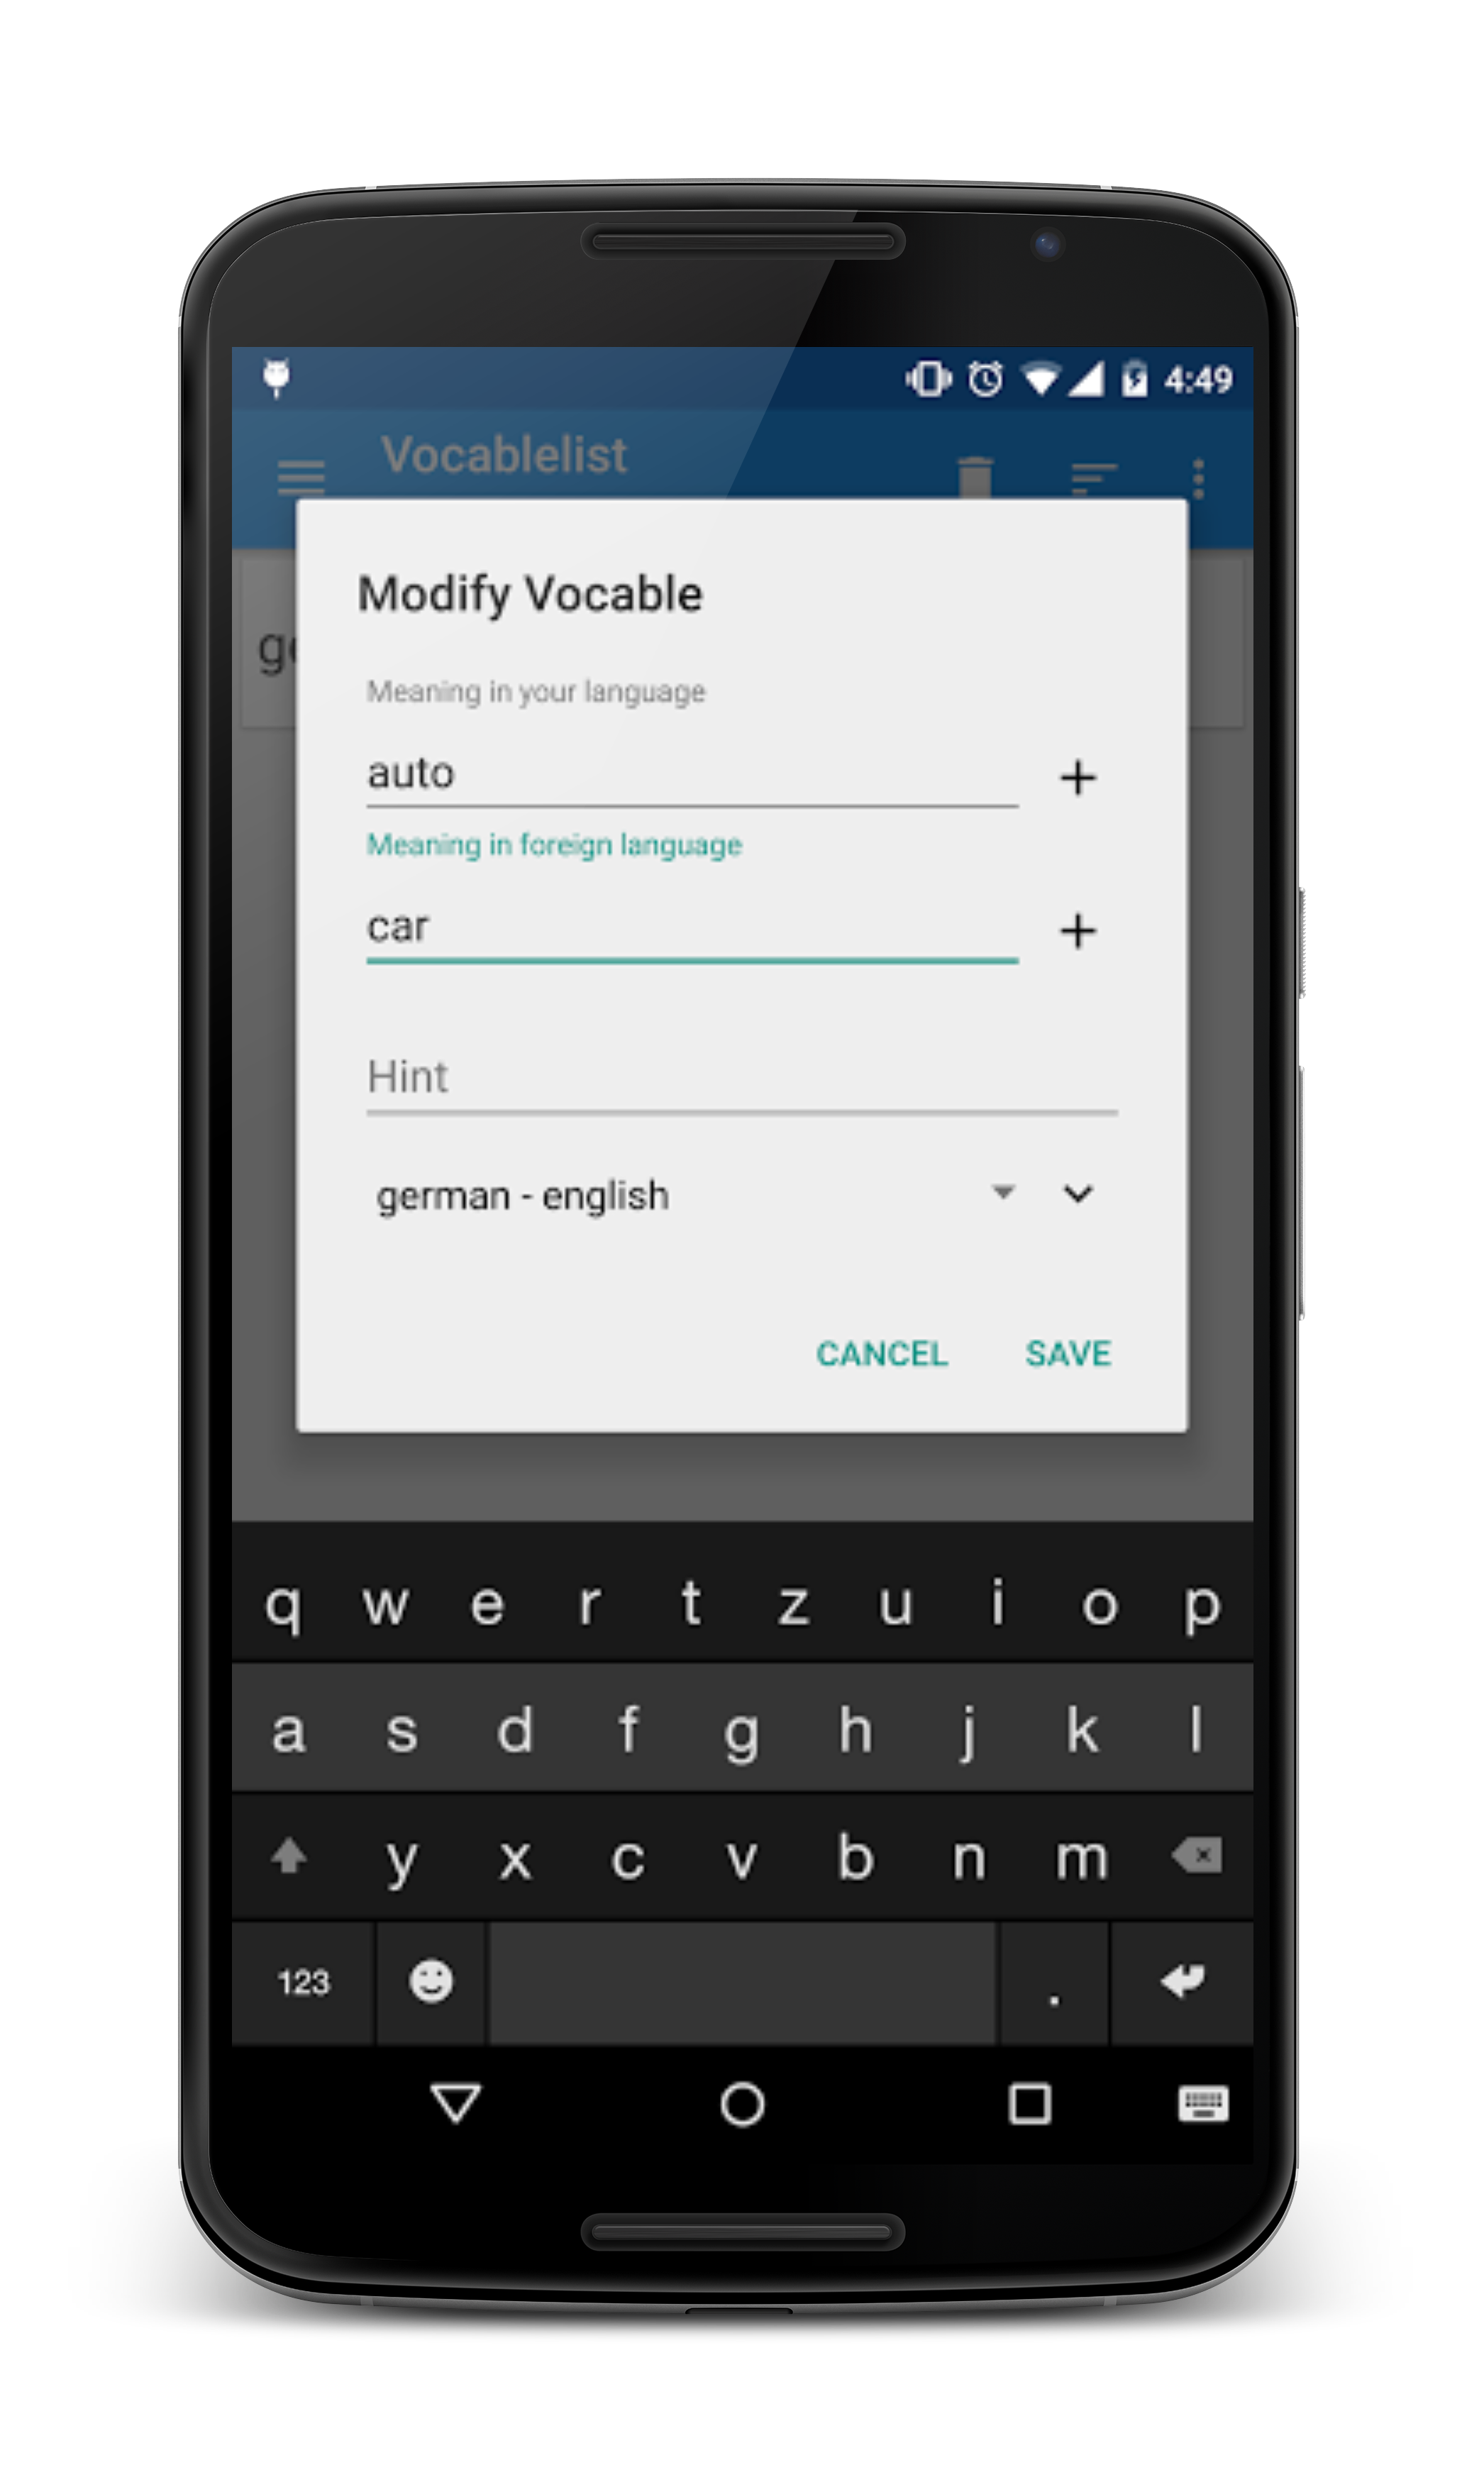 4:49
Vocablelist
Modify Vocable
Meaning in your language
auto +
Meaning in foreign language
car +
Hint
german - english
CANCEL SAVE
q w e r t z u i o p
a s d f g h j k l
y x c v b n m
123 .